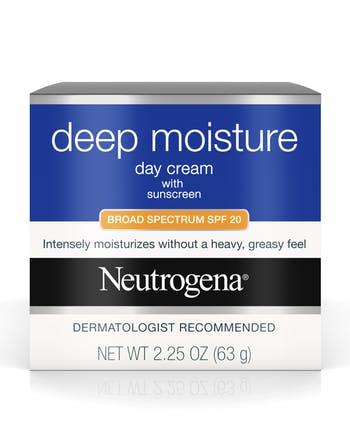 deep moisture
day cream
with
sunscreen
BROAD SPECTRUM SPF 20
Intensely moisturizes without a heavy, greasy feel
Neutrogena®
DERMATOLOGIST RECOMMENDED
NET WT 2.25 OZ (63 g)